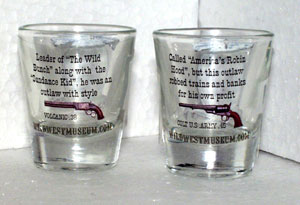 Leader of "The Wild
Bunch" along with the
"Sundance Kid", he was an
outlaw with style
VOLCANIC .38
WILDWESTMUSEUM.COM
Called "America's Robin
Hood", but this outlaw
robbed trains and banks
for his own profit
COLT U.S ARMY .45
WILDWESTMUSEUM.COM